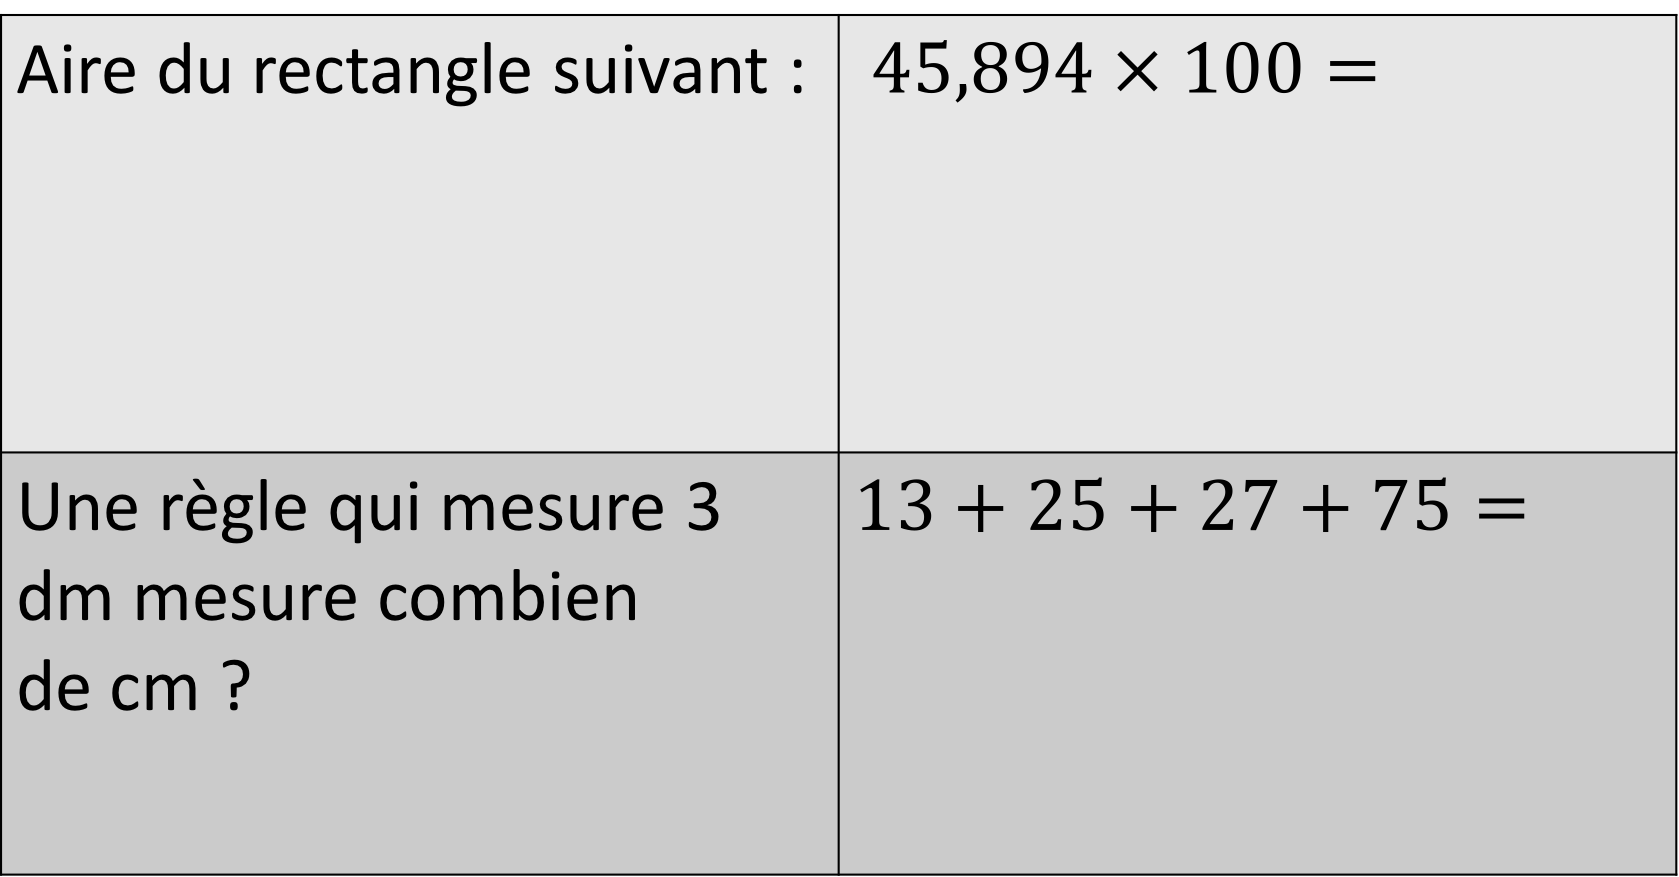 Aire du rectangle suivant :
45,894 × 100 =
Une règle qui mesure 3
dm mesure combien
de cm ?
13 + 25 + 27 + 75 =